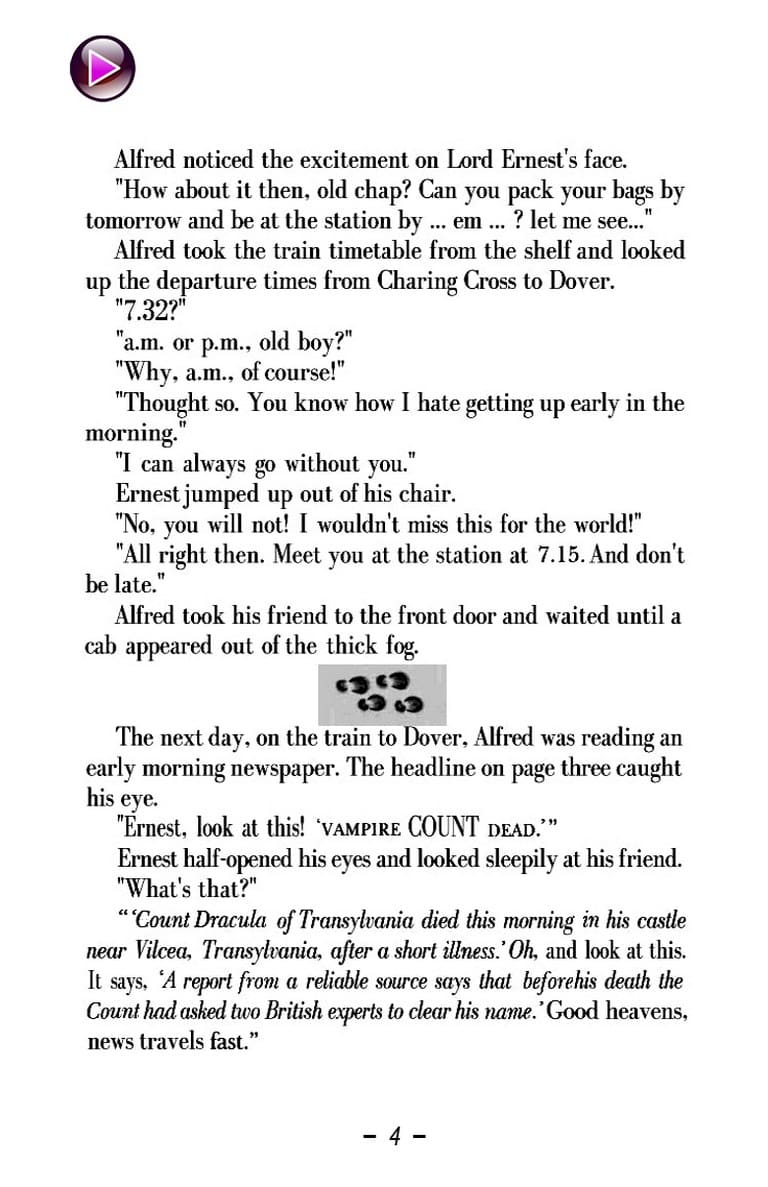 Alfred noticed the excitement on Lord Ernest's face.
"How about it then, old chap? Can you pack your bags by
tomorrow and be at the station by ... em ... ? let me see..."
Alfred took the train timetable from the shelf and looked
up the departure times from Charing Cross to Dover.
"7.32?"
"a.m. or p.m., old boy?"
"Why, a.m., of course!"
"Thought so. You know how I hate getting up early in the
morning."
"I can always go without you."
Ernest jumped up out of his chair.
"No, you will not! I wouldn't miss this for the world!"
"All right then. Meet you at the station at 7.15. And don't
be late."
Alfred took his friend to the front door and waited until a
cab appeared out of the thick fog.
The next day, on the train to Dover, Alfred was reading an
early morning newspaper. The headline on page three caught
his eye.
"Ernest, look at this! ‘VAMPIRE COUNT DEAD.’”
Ernest half-opened his eyes and looked sleepily at his friend.
"What's that?"
“‘Count Dracula of Transylvania died this morning in his castle
near Vilcea, Transylvania, after a short illness.’ Oh, and look at this.
It says, ‘A report from a reliable source says that beforehis death the
Count had asked two British experts to clear his name.’ Good heavens,
news travels fast.”
– 4 –